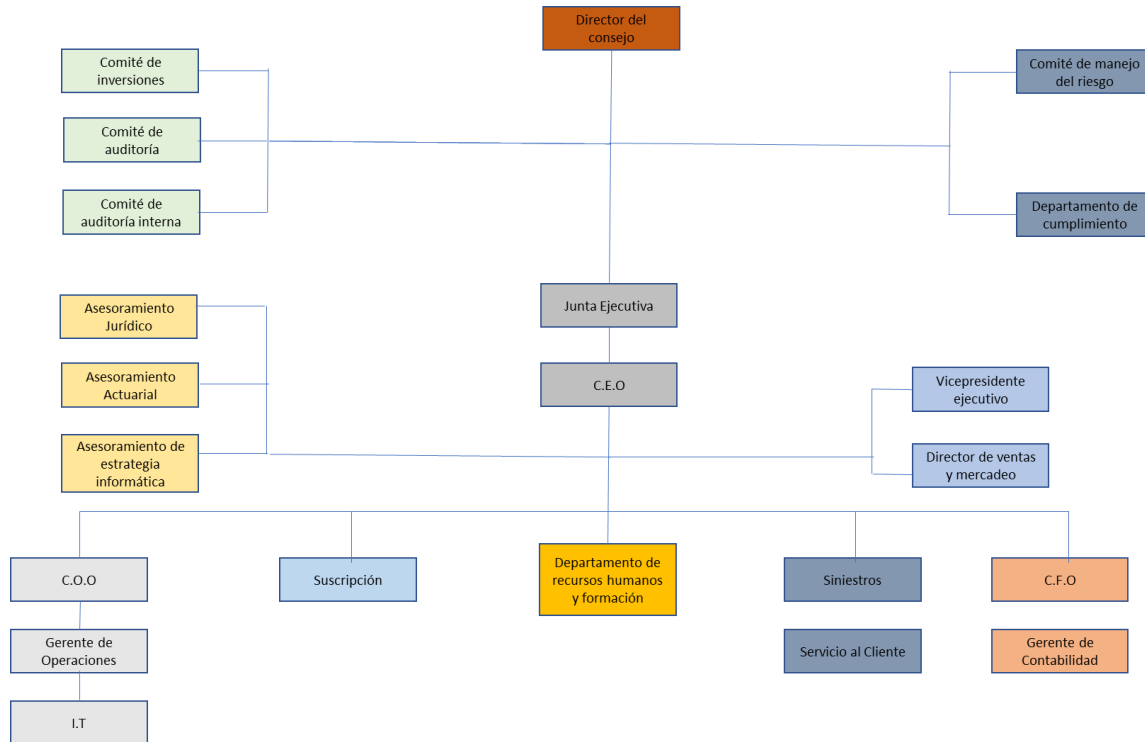 Director del
consejo
Comité de
inversiones
Comité de manejo
del riesgo
Comité de
auditoría
Comité de
auditoría interna
Departamento de
cumplimiento
Junta Ejecutiva
Asesoramiento
Jurídico
C.E.O
Asesoramiento
Actuarial
Vicepresidente
ejecutivo
Asesoramiento de
estrategia
informática
Director de ventas
y mercadeo
C.O.O
Suscripción
Departamento de
recursos humanos
y formación
Siniestros
C.F.O
Gerente de
Operaciones
Servicio al Cliente
Gerente de
Contabilidad
I.T